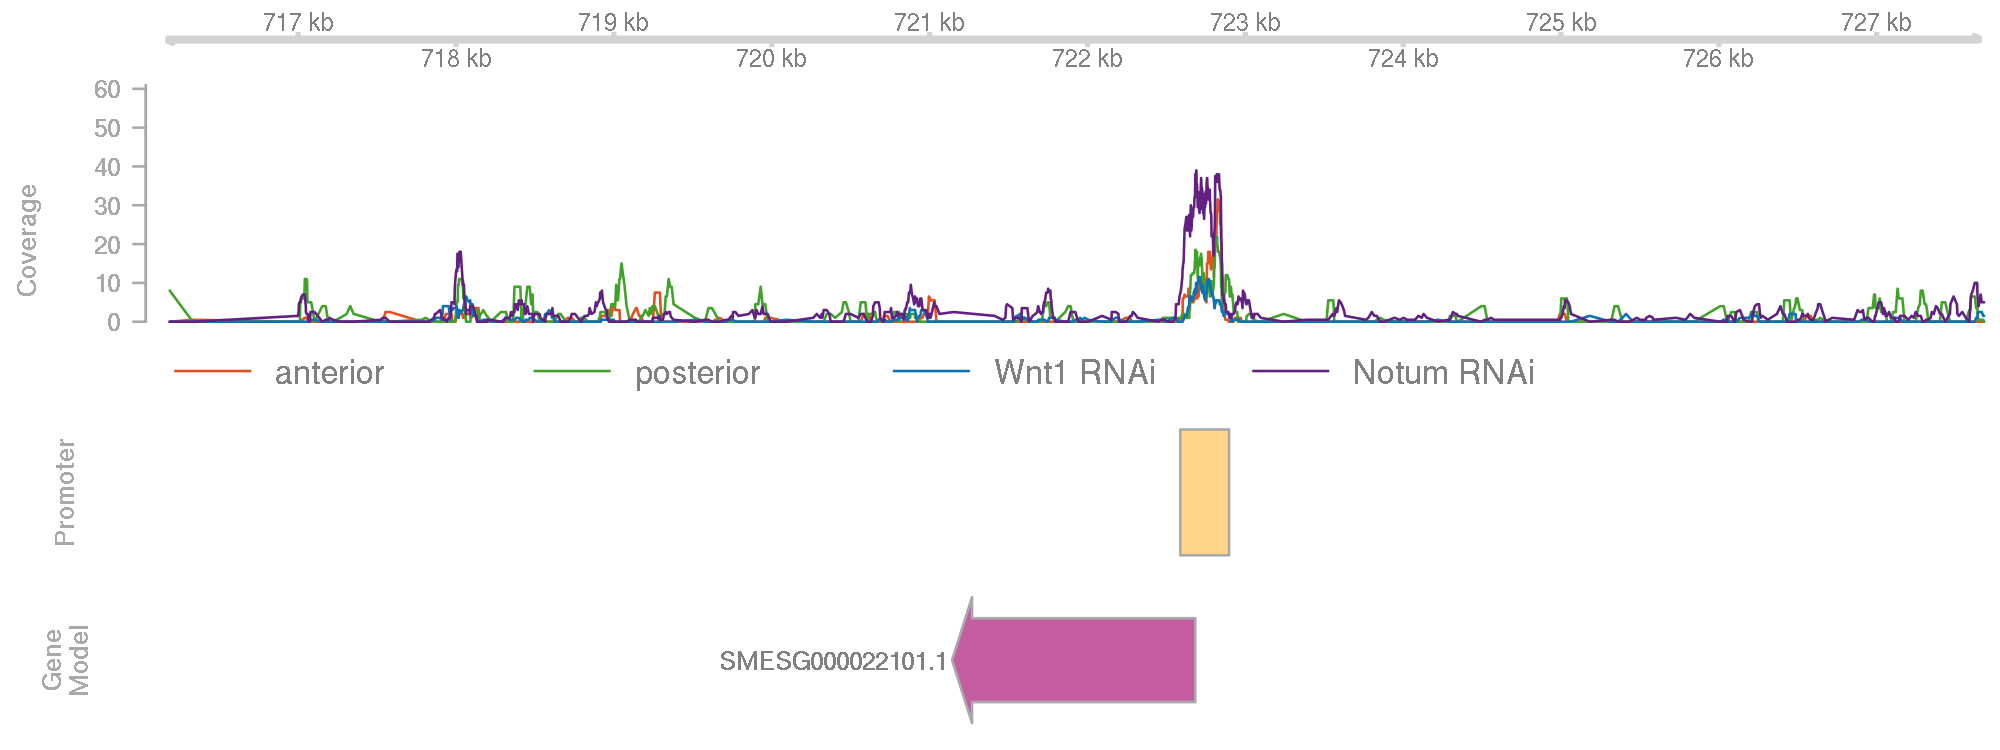 717 kb 719 kb 721 kb 723 kb 725 kb 727 kb
718 kb 720 kb 722 kb 724 kb 726 kb
60
50
40
30
20
10
0
Coverage
anterior posterior Wnt1 RNAi Notum RNAi
Promoter
Gene
Model
SMESG000022101.1